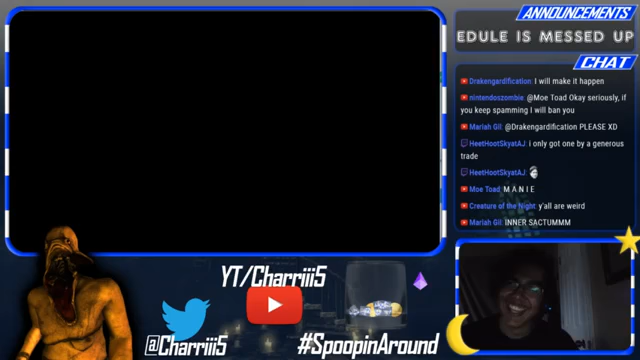 ANNOUNCEMENTS
EDULE IS MESSED UP
CHAT
Drakengardification: I will make it happen
nintendoszombie: @Moe Toad Okay seriously, if
you keep spamming I will ban you
Mariah Gil: @Drakengardification PLEASE XD
HeetHootSkyatAJ: i only got one by a generous
trade
HeetHootSkyatAJ:
Moe Toad: M A N I E
Creature of the Night: y'all are weird
Mariah Gil: INNER SACTUMMM
YT/Charriii5
@Charriii5
#SpoopinAround